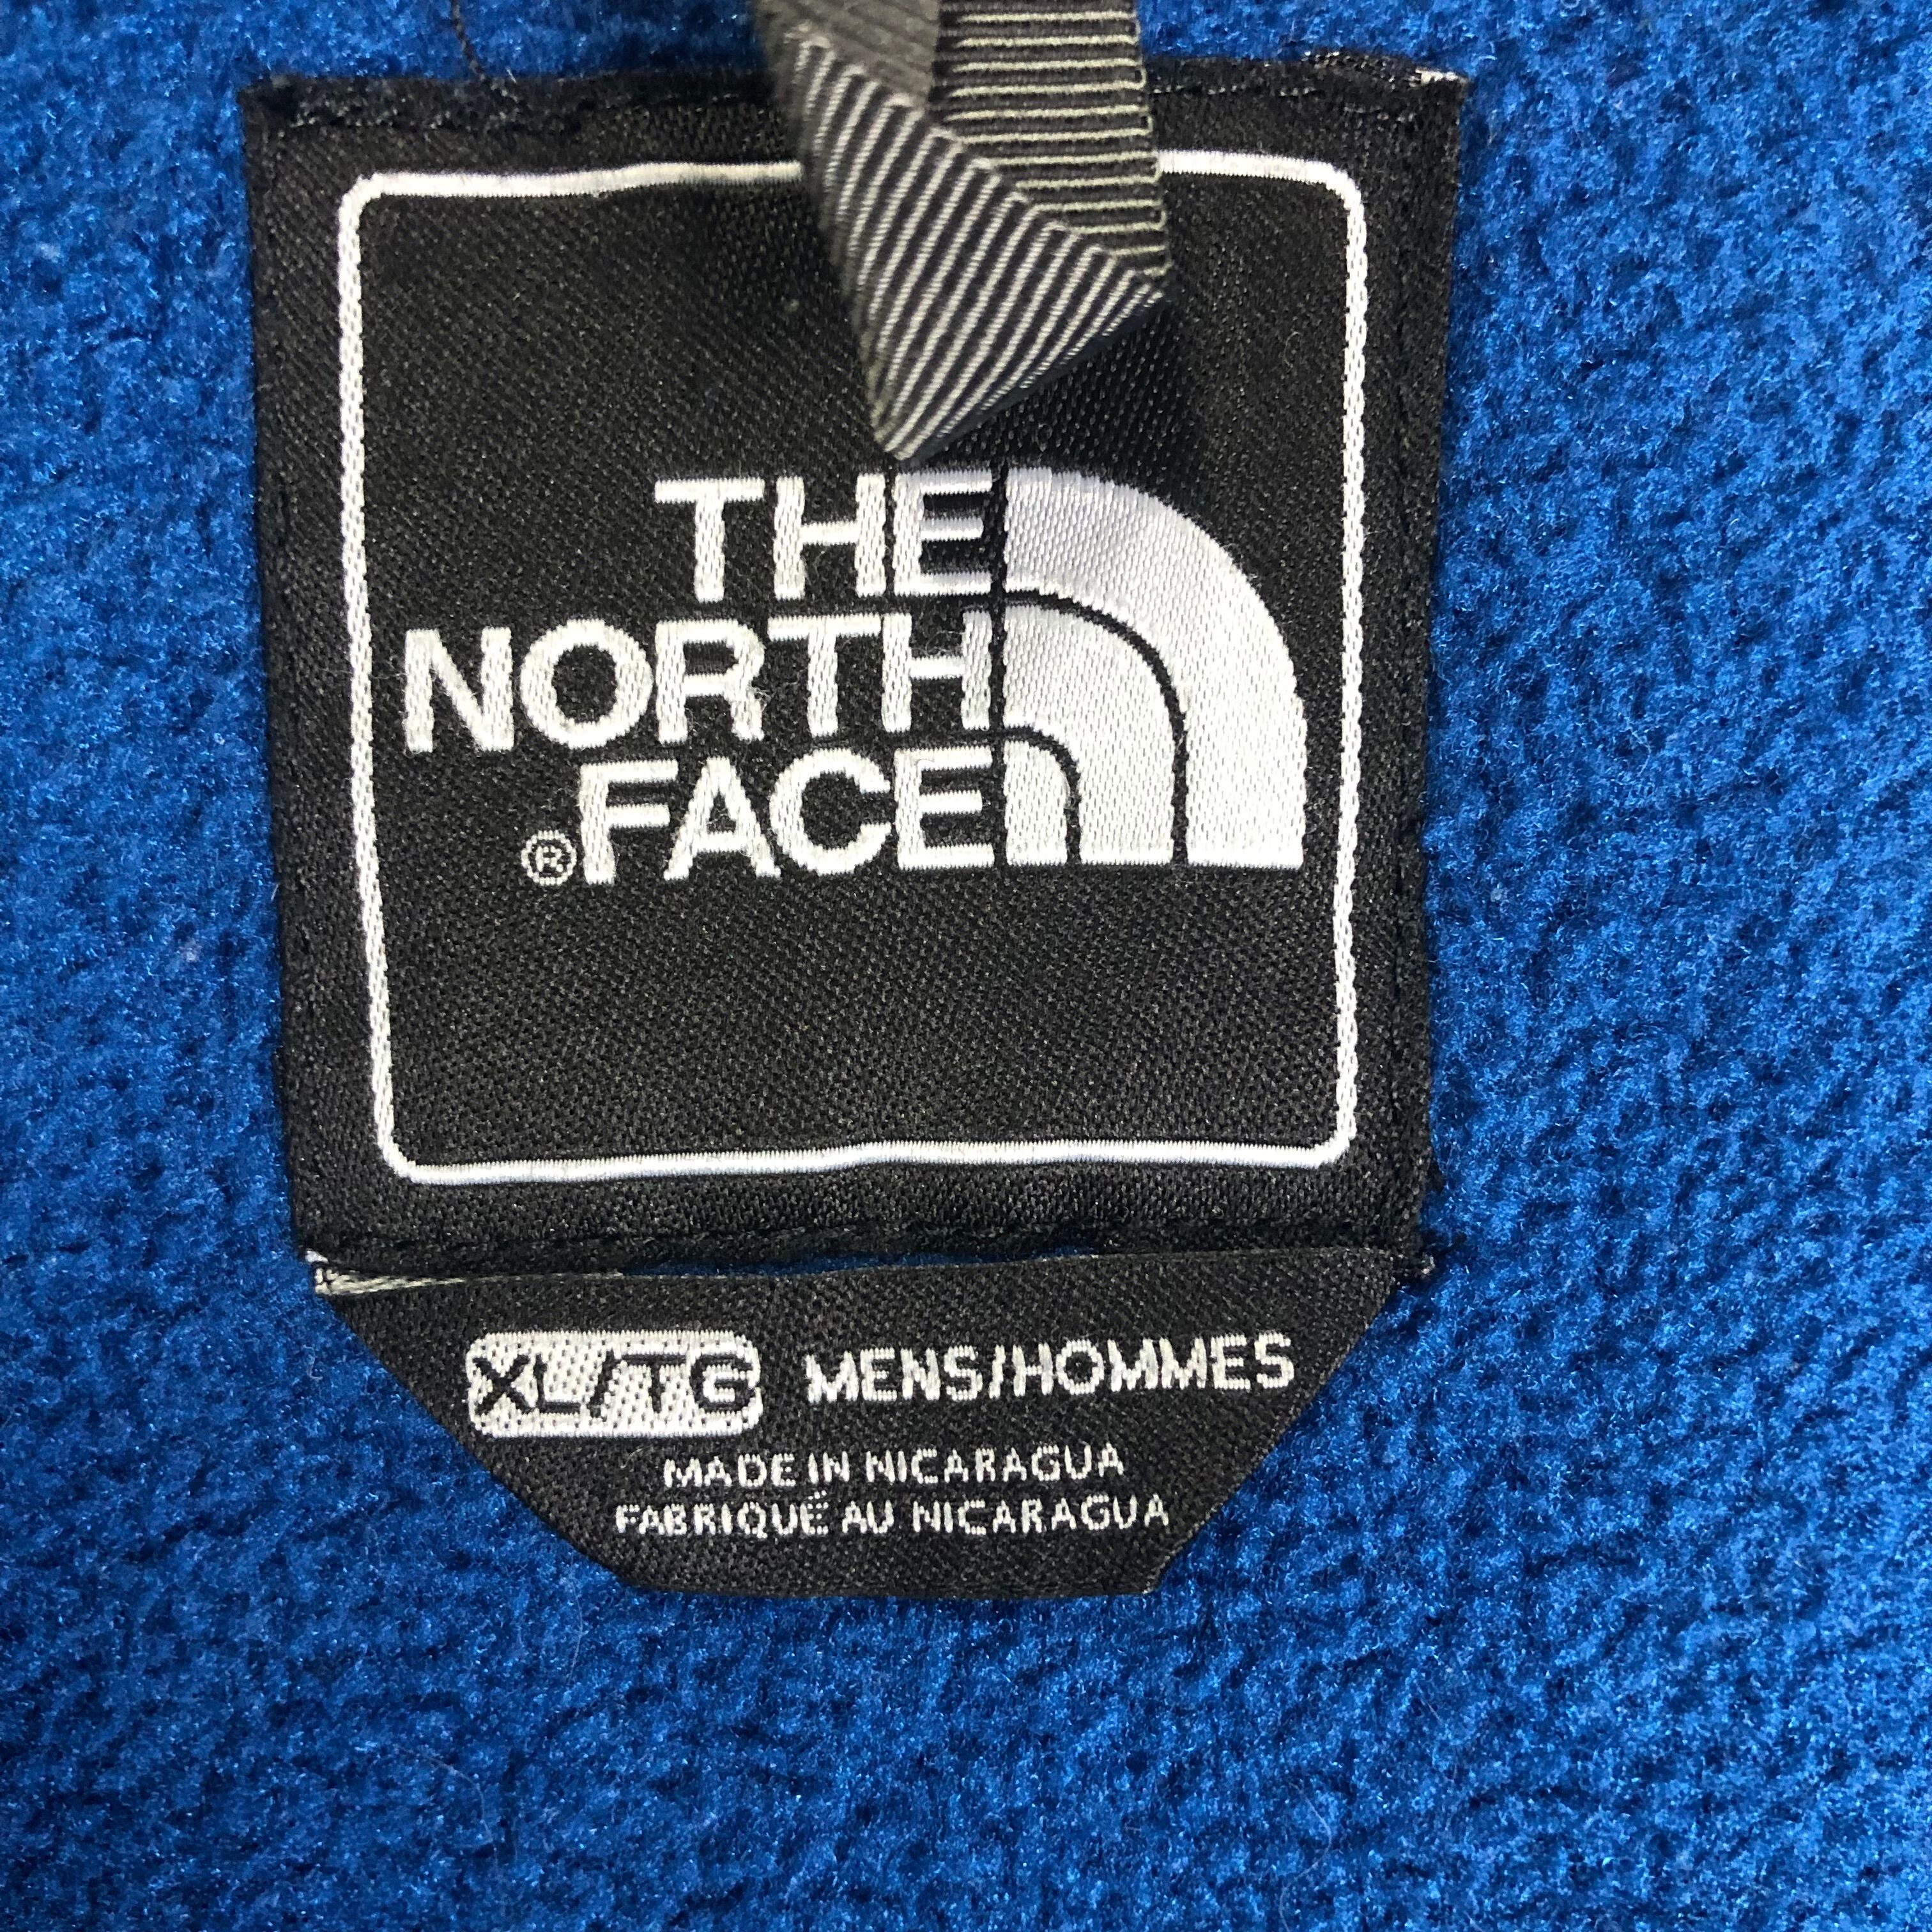 THE
NORTH
® FACE
XL/TG MENS/HOMMES
MADE IN NICARAGUA
FABRIQUÉ AU NICARAGUA